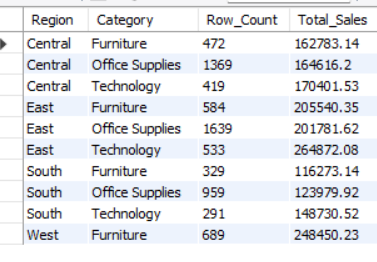 Region Category Row_Count Total_Sales
Central Furniture 472 162783.14
Central Office Supplies 1369 164616.2
Central Technology 419 170401.53
East Furniture 584 205540.35
East Office Supplies 1639 201781.62
East Technology 533 264872.08
South Furniture 329 116273.14
South Office Supplies 959 123979.92
South Technology 291 148730.52
West Furniture 689 248450.23